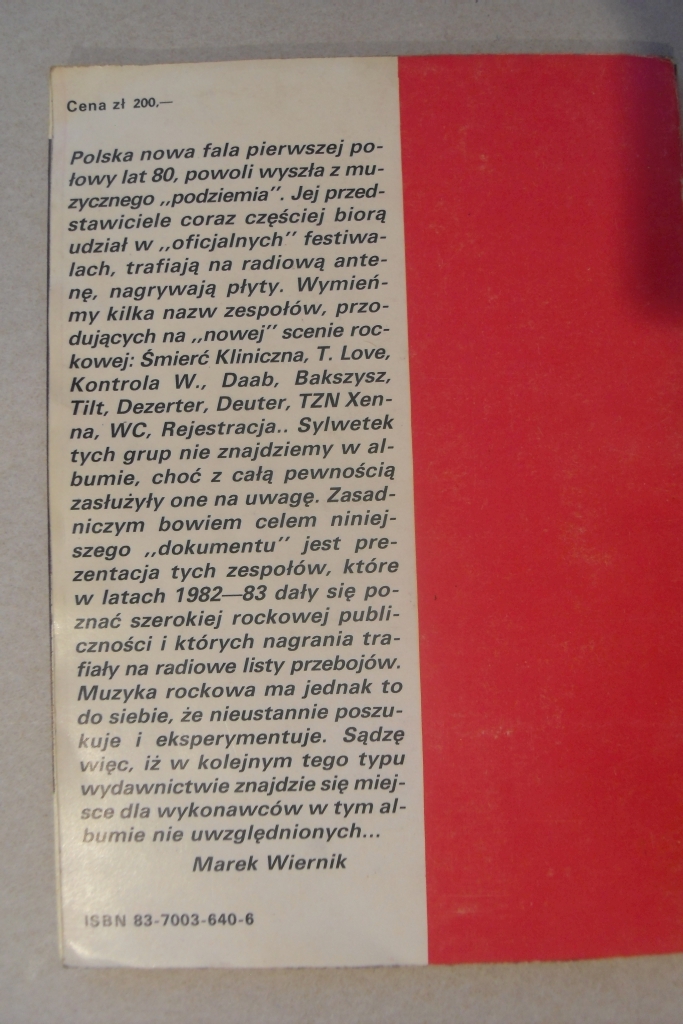 Cena zł 200.—
Polska nowa fala pierwszej po-
łowy lat 80, powoli wyszła z mu-
zycznego „podziemia”. Jej przed-
stawiciele coraz częściej biorą
udział w „oficjalnych” festiwa-
lach, trafiają na radiową ante-
nę, nagrywają płyty. Wymień-
my kilka nazw zespołów, przo-
dujących na „nowej” scenie roc-
kowej: Śmierć Kliniczna, T. Love,
Kontrola W., Daab, Bakszysz,
Tilt, Dezerter, Deuter, TZN Xen-
na, WC, Rejestracja.. Sylwetek
tych grup nie znajdziemy w al-
bumie, choć z całą pewnością
zasłużyły one na uwagę. Zasad-
niczym bowiem celem niniej-
szego „dokumentu” jest pre-
zentacja tych zespołów, które
w latach 1982—83 dały się po-
znać szerokiej rockowej publi-
czności i których nagrania tra-
fiały na radiowe listy przebojów.
Muzyka rockowa ma jednak to
do siebie, że nieustannie poszu-
kuje i eksperymentuje. Sądzę
więc, iż w kolejnym tego typu
wydawnictwie znajdzie się miej-
sce dla wykonawców w tym al-
bumie nie uwzględnionych...
Marek Wiernik
ISBN 83-7003-640-6